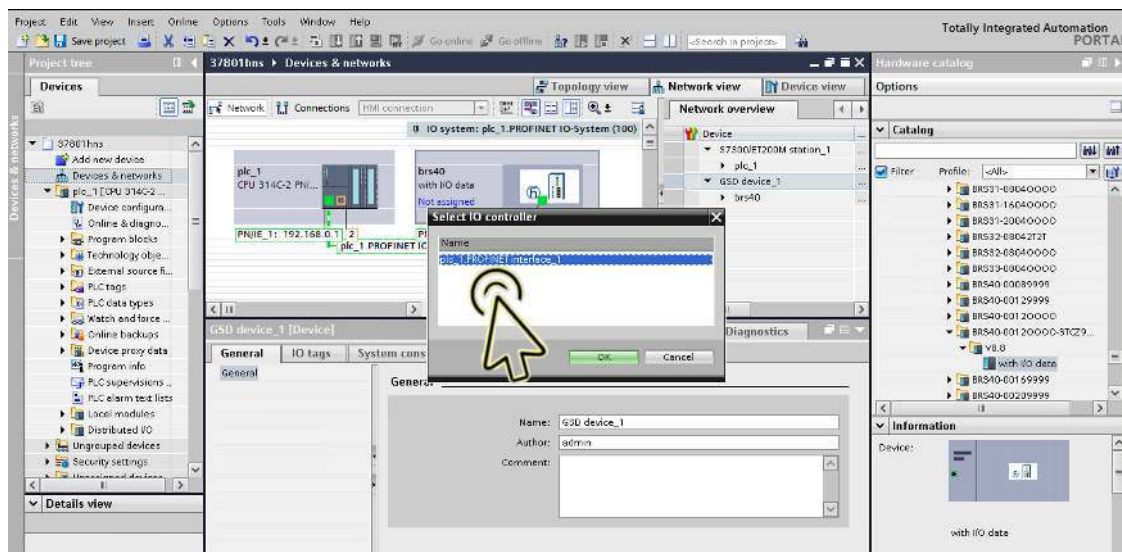 Project Edit View Insert Online Options Tools Window Help
Totally Integrated Automation
PORTAL
Save project
Go online Go offline
<Search in project>
Project tree
37801hns Devices & networks
Hardware catalog
Devices
Topology view Network view Device view
Options
Network Connections HMI connection
Network overview
IO system: plc_1.PROFINET IO-System (100)
Catalog
Device
37801hns
Add new device
Devices & networks
plc_1 [CPU 314C-2 ...
Device configura...
Online & diagno...
Program blocks
Technology obje...
External source fi...
PLC tags
PLC data types
Watch and force ...
Online backups
Device proxy data
Program info
PLC supervisions ..
PLC alarm text lists
Local modules
Distributed I/O
Ungrouped devices
Security settings
Details view
Devices & networks
plc_1
CPU 314C-2 PN/...
brs40
with I/O data
Not assigned
PN/IE_1: 192.168.0.1 2
plc_1.PROFINET IC
S7300/ET200M station_1
plc_1
GSD device_1
brs40
Select IO controller
Name
plc_1.PROFINET interface_1
OK Cancel
GSD device_1 [Device]
Diagnostics
General IO tags System cons
General
General
Name: GSD device_1
Author: admin
Comment:
Filter Profile: <All>
BRS31-08040000
BRS31-16040000
BRS31-20040000
BRS32-08042T2T
BRS32-08040000
BRS33-08040000
BRS40-00089999
BRS40-00129999
BRS40-00120000
BRS40-00120000-STCZ9...
V8.8
with I/O data
BRS40-00169999
BRS40-00209999
Information
Device:
with I/O data